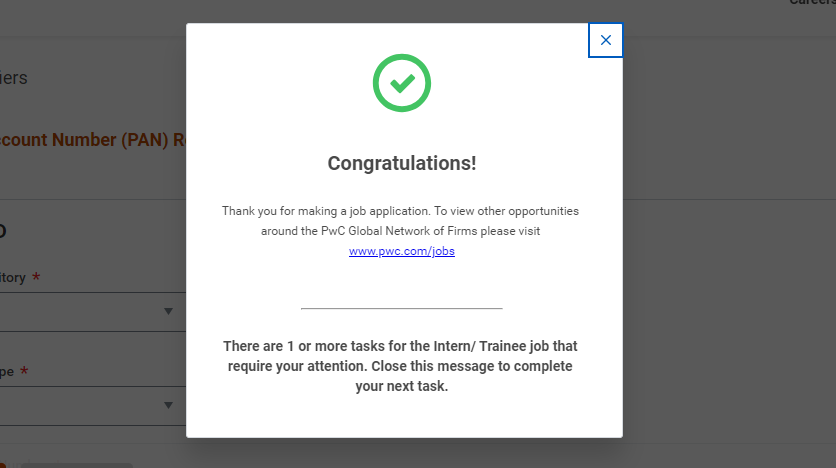 Careers
iers
Congratulations!
ccount Number (PAN) R
Thank you for making a job application. To view other opportunities
around the PwC Global Network of Firms please visit
www.pwc.com/jobs
itory *
There are 1 or more tasks for the Intern/ Trainee job that
require your attention. Close this message to complete
your next task.
pe *